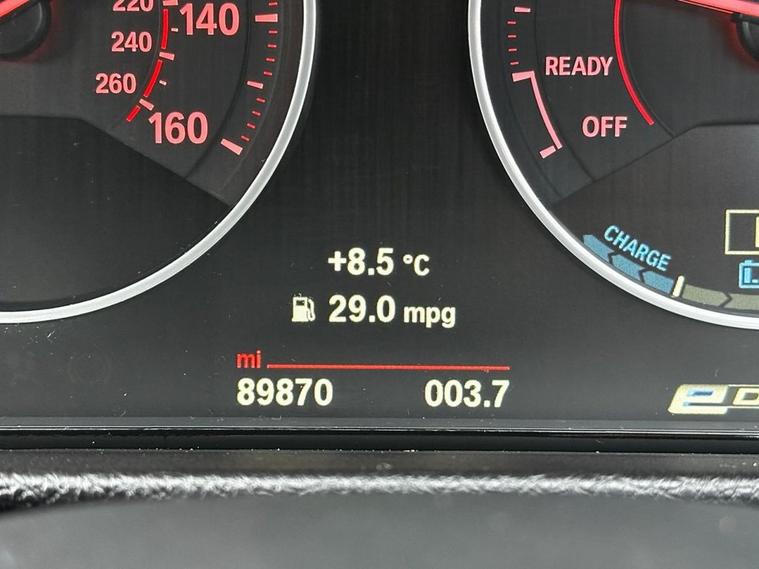 220
140
240
260
160
READY
OFF
CHARGE
+8.5 °C
29.0 mpg
mi
89870 003.7